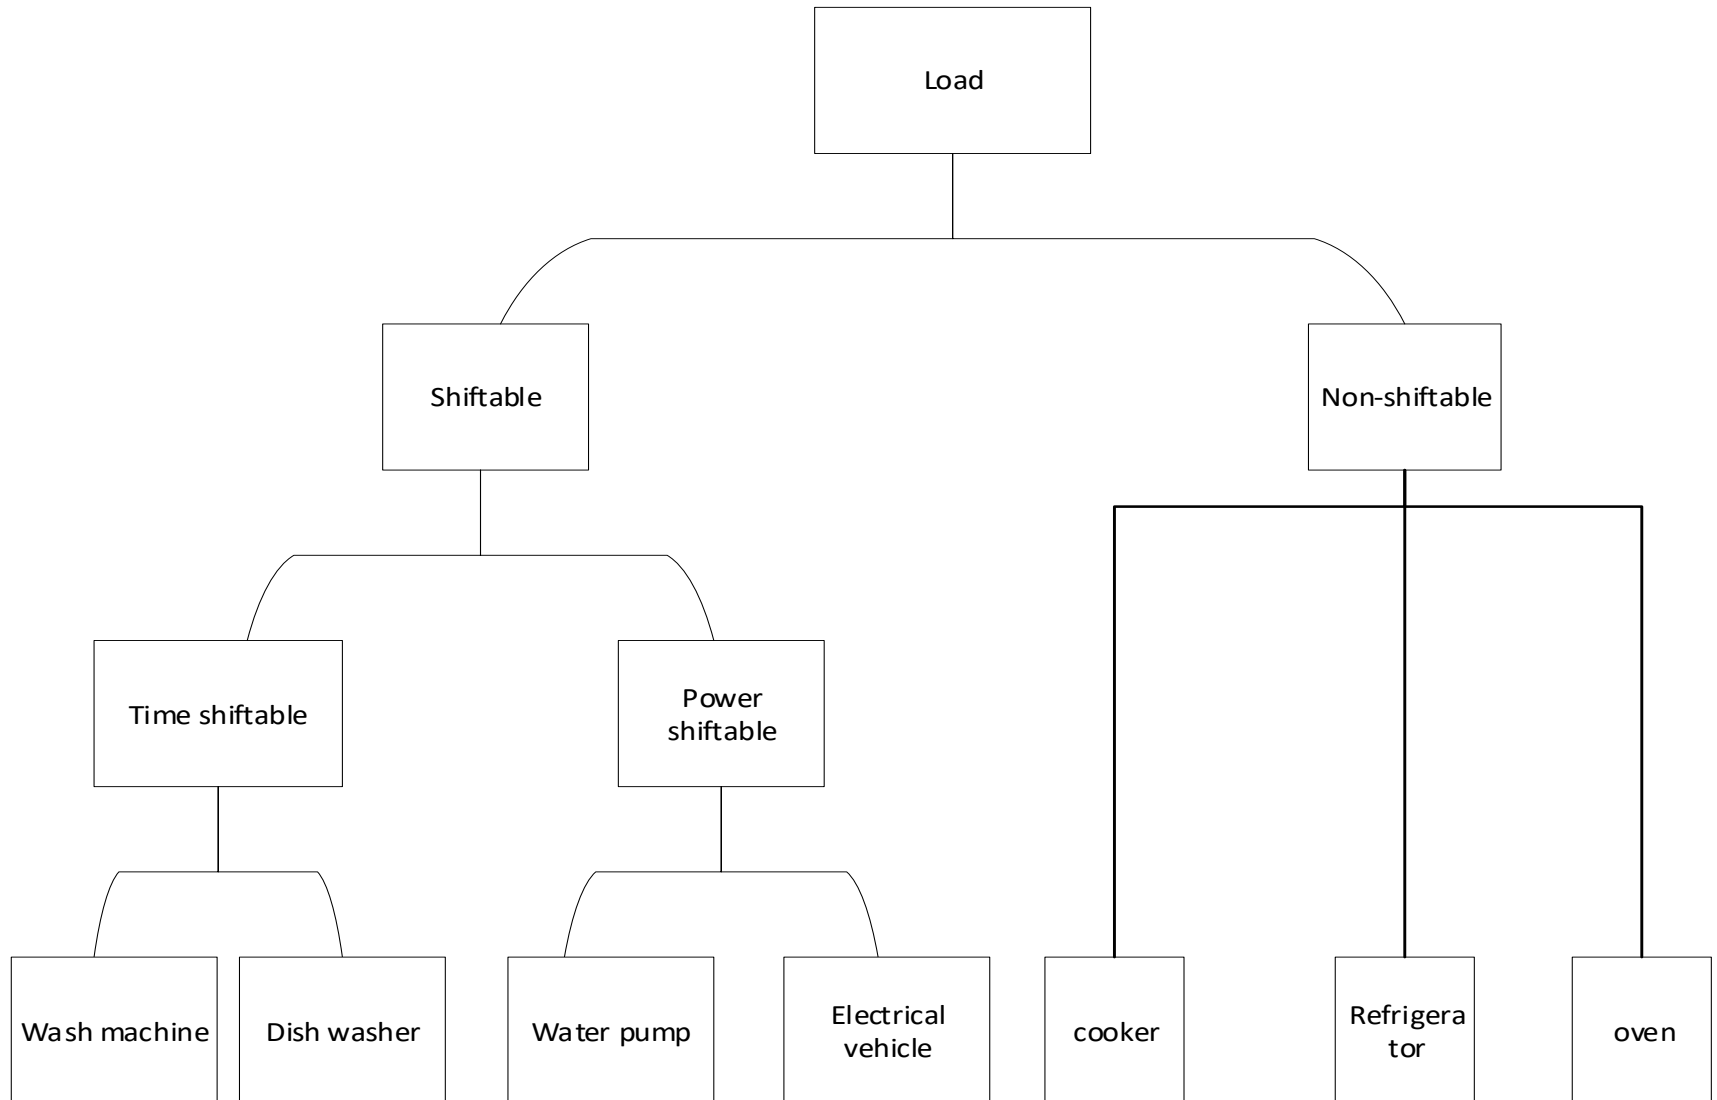 Load
Shiftable
Non-shiftable
Time shiftable
Power
shiftable
Wash machine
Dish washer
Water pump
Electrical
vehicle
cooker
Refrigera
tor
oven